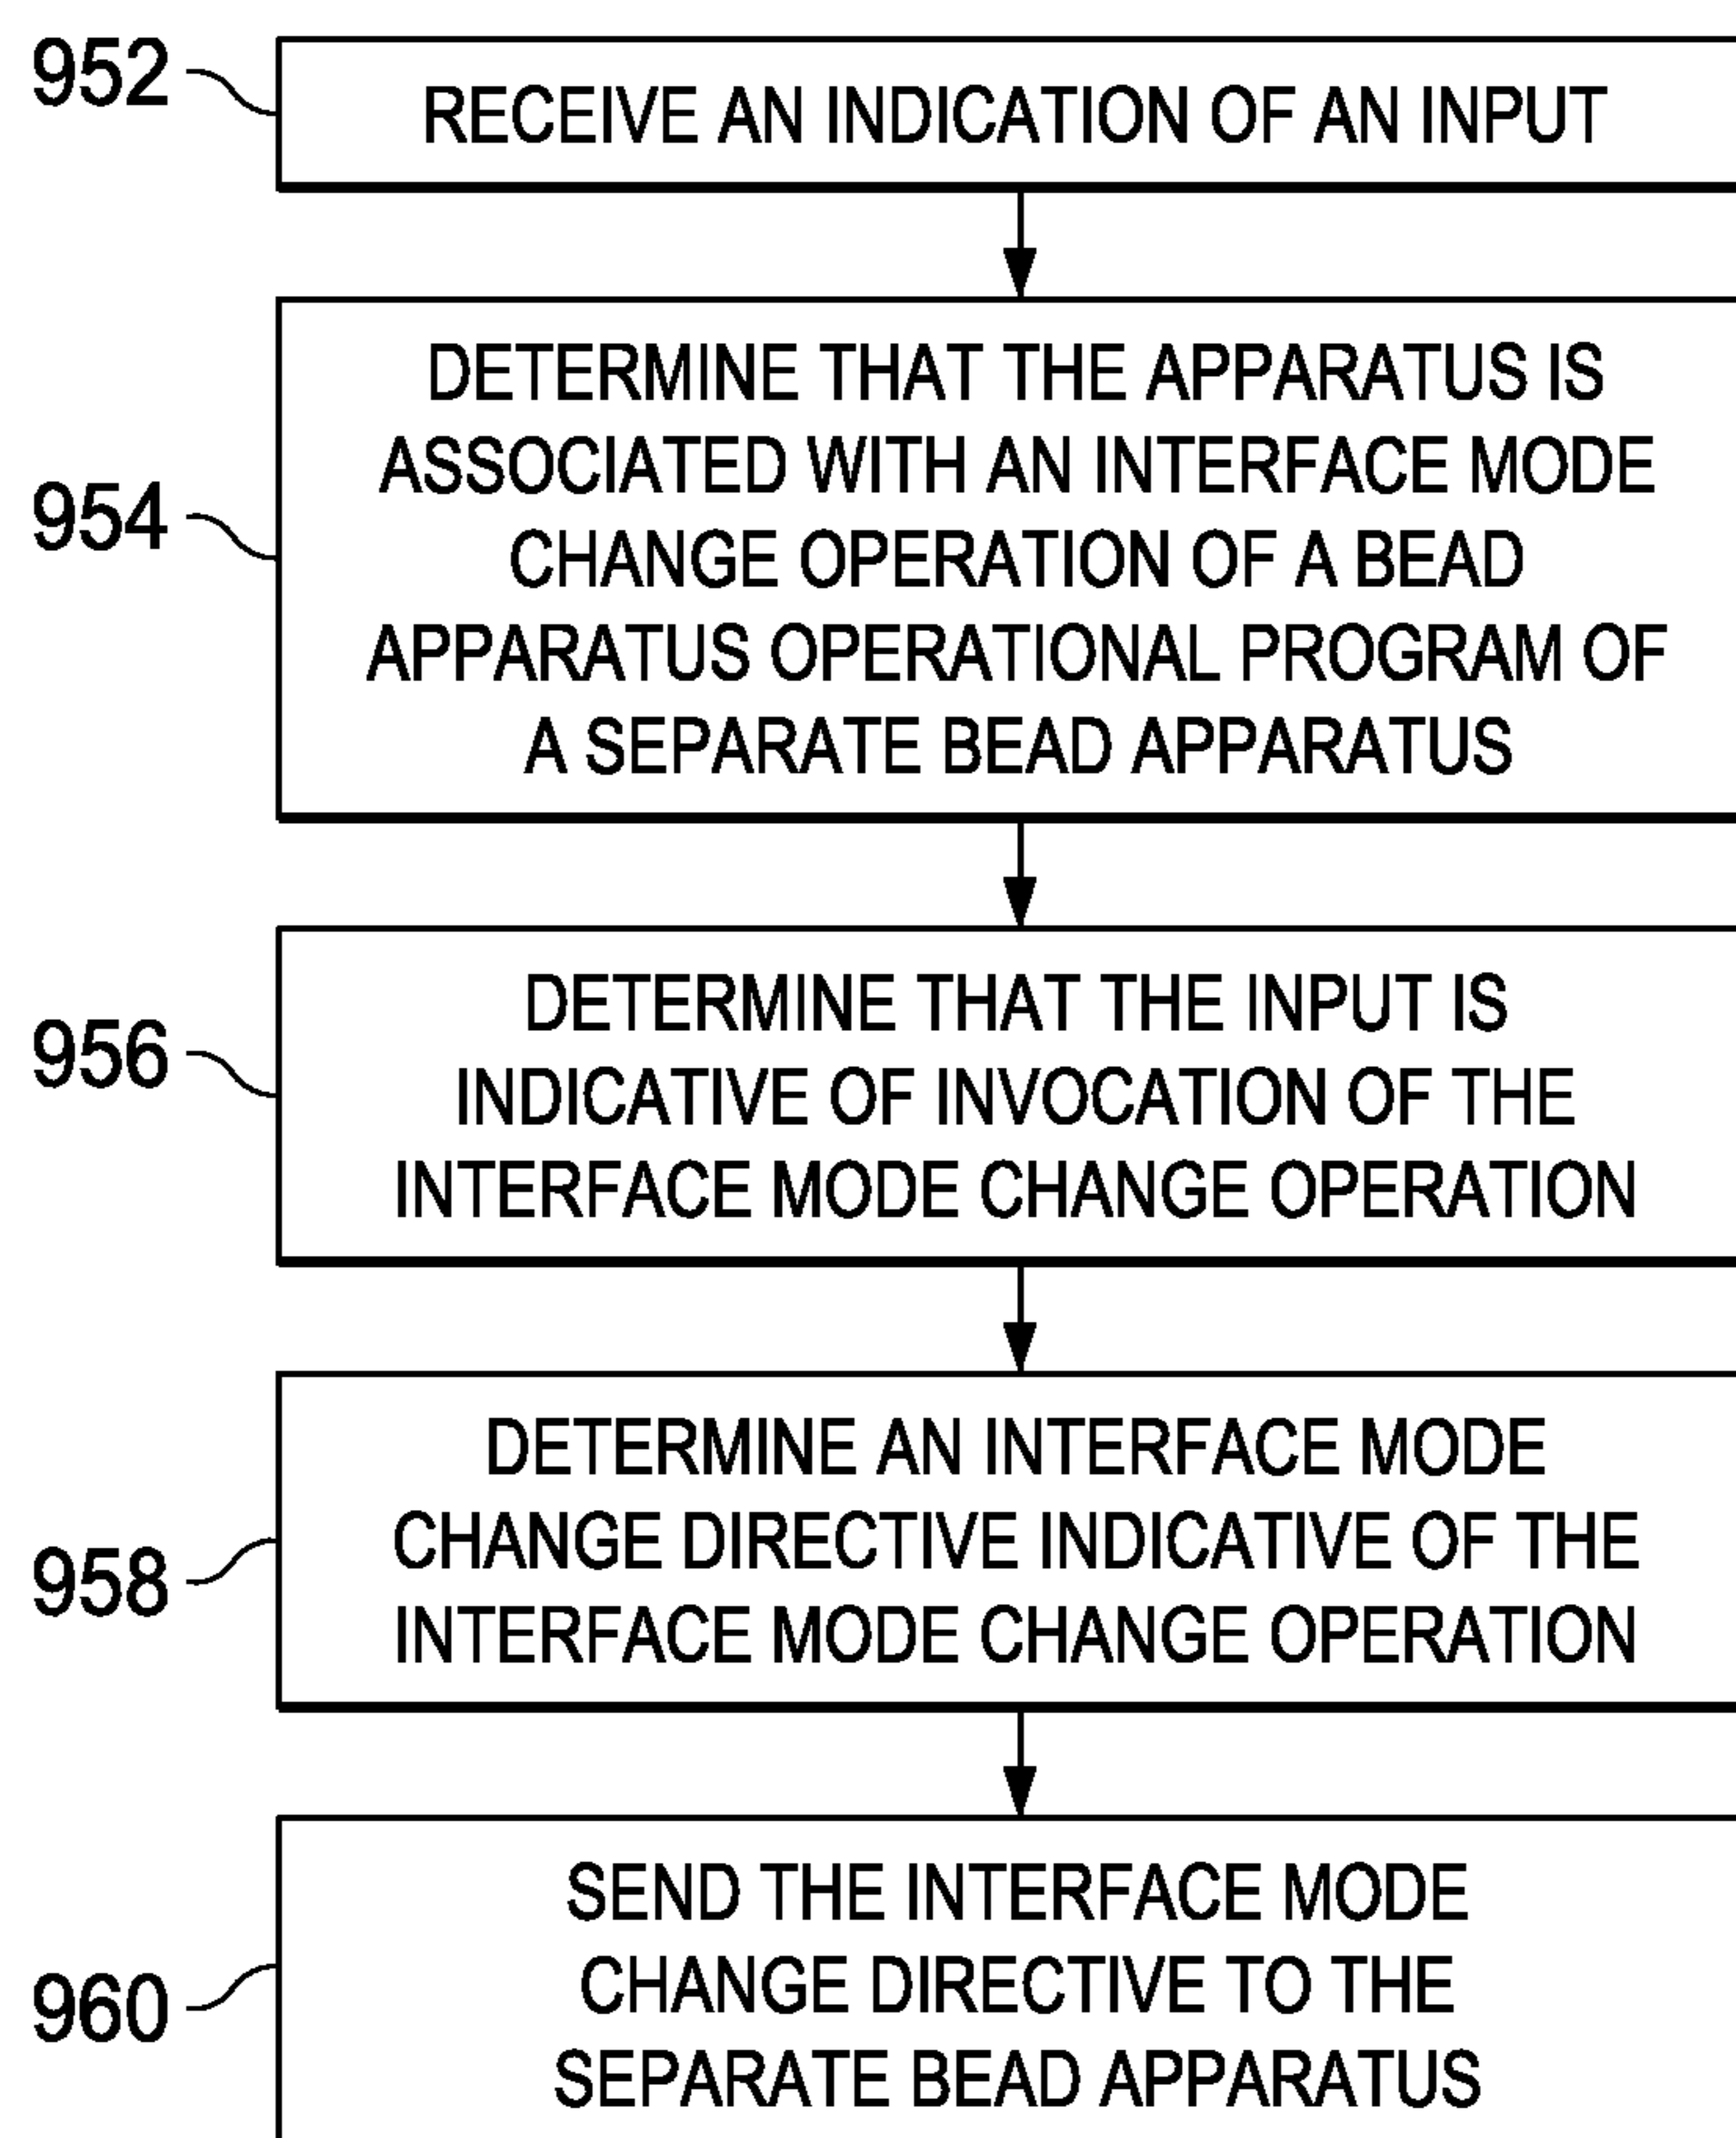 952
RECEIVE AN INDICATION OF AN INPUT
954
DETERMINE THAT THE APPARATUS IS
ASSOCIATED WITH AN INTERFACE MODE
CHANGE OPERATION OF A BEAD
APPARATUS OPERATIONAL PROGRAM OF
A SEPARATE BEAD APPARATUS
956
DETERMINE THAT THE INPUT IS
INDICATIVE OF INVOCATION OF THE
INTERFACE MODE CHANGE OPERATION
958
DETERMINE AN INTERFACE MODE
CHANGE DIRECTIVE INDICATIVE OF THE
INTERFACE MODE CHANGE OPERATION
960
SEND THE INTERFACE MODE
CHANGE DIRECTIVE TO THE
SEPARATE BEAD APPARATUS